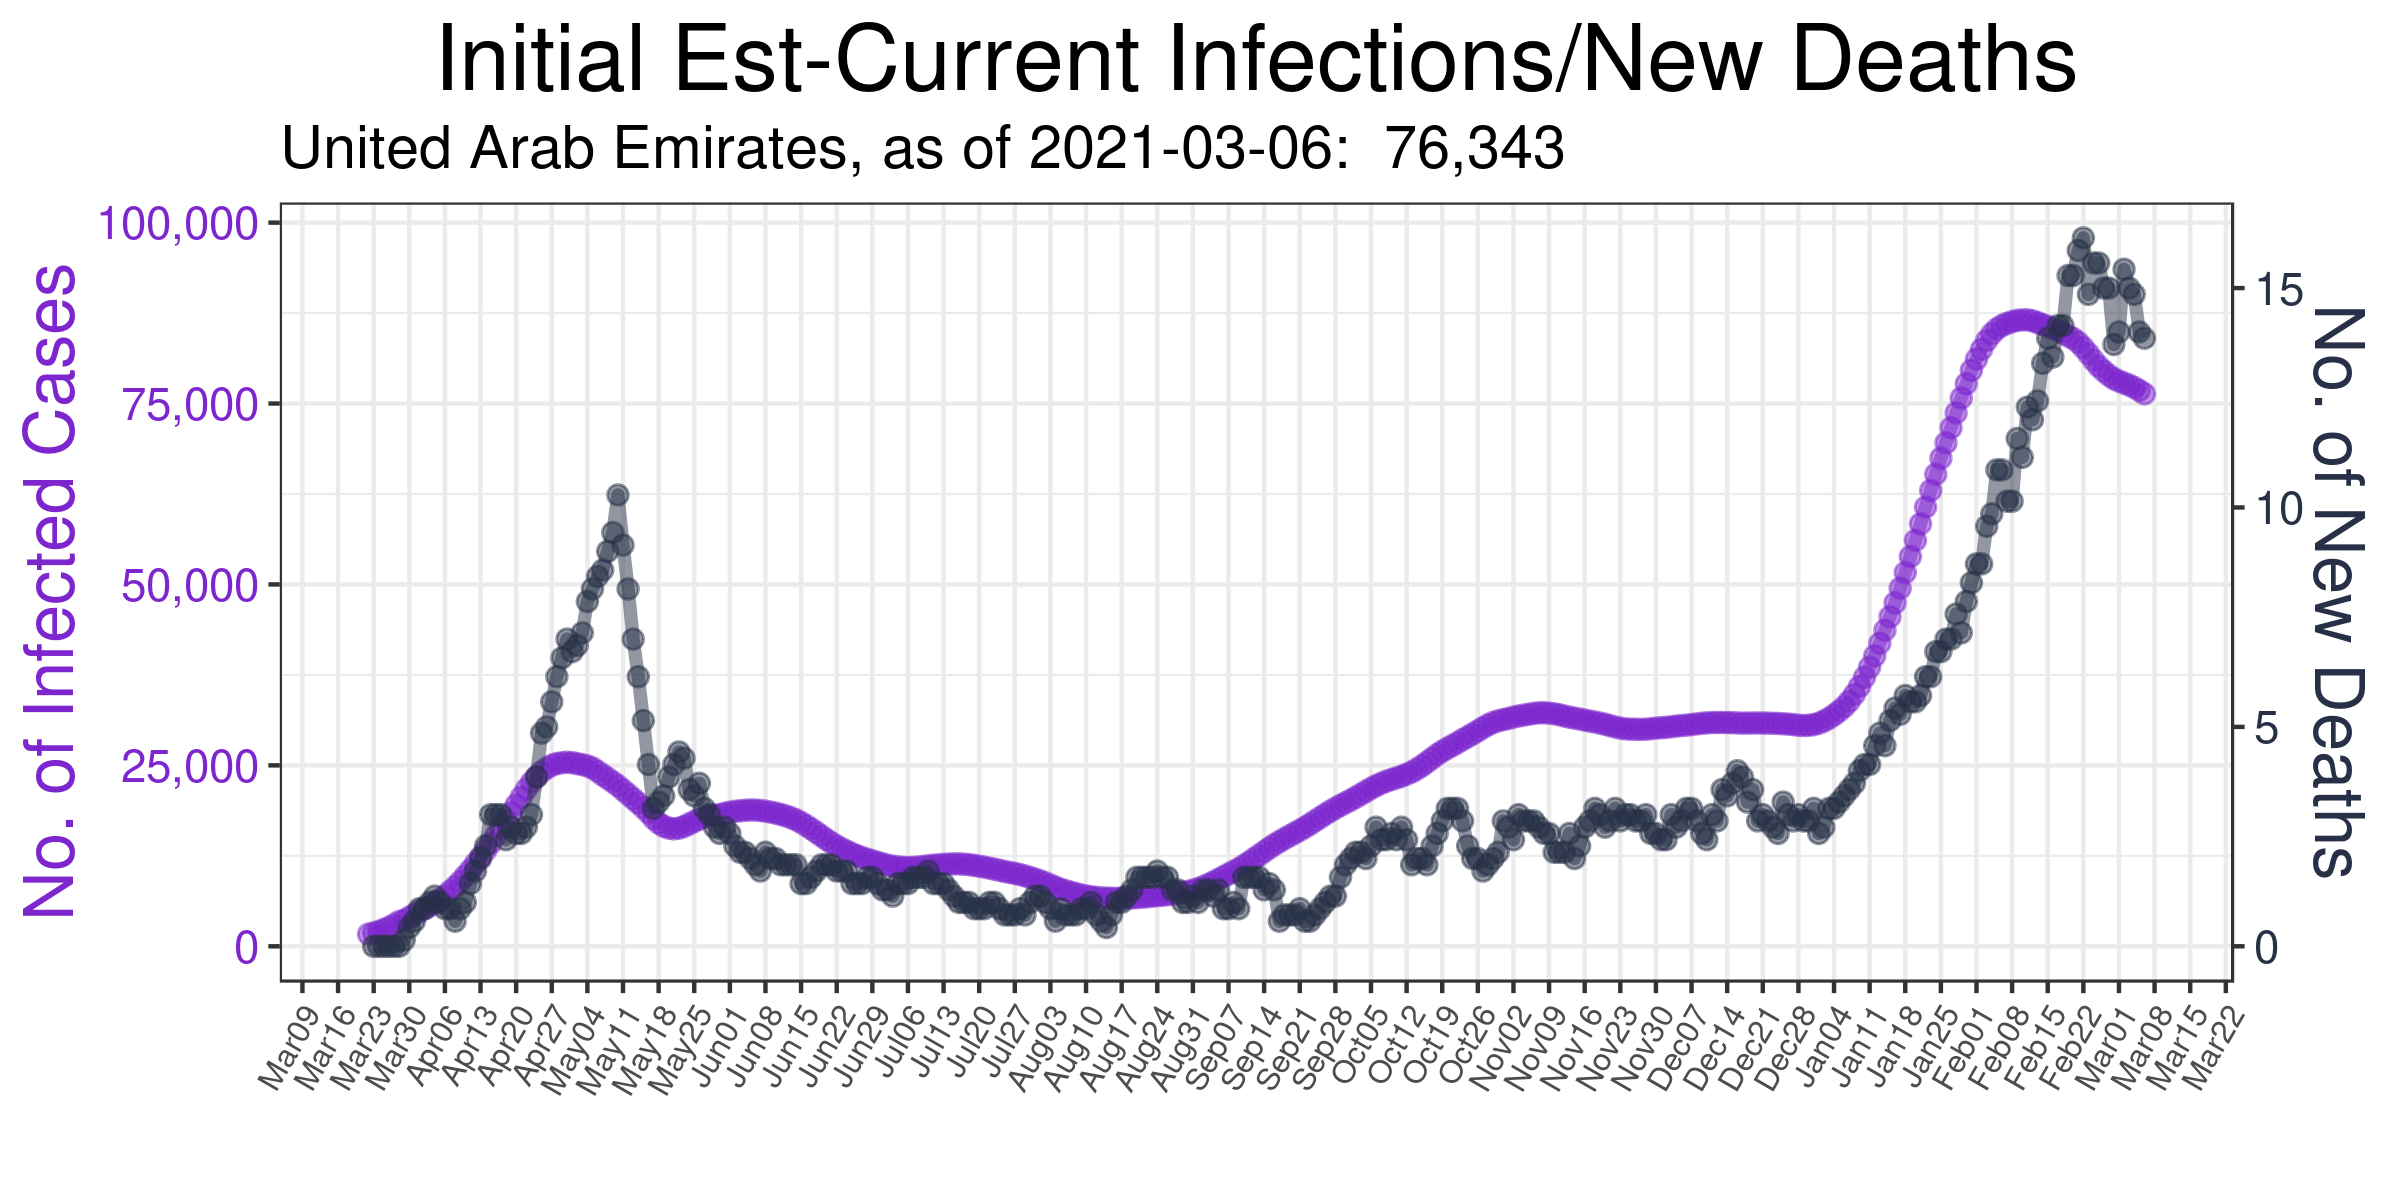 Initial Est-Current Infections/New Deaths
United Arab Emirates, as of 2021-03-06:  76,343
No. of Infected Cases
100,000
75,000
50,000
25,000
0
15
10
5
0
No. of New Deaths
Mar09
Mar16
Mar23
Mar30
Apr06
Apr13
Apr20
Apr27
May04
May11
May18
May25
Jun01
Jun08
Jun15
Jun22
Jun29
Jul06
Jul13
Jul20
Jul27
Aug03
Aug10
Aug17
Aug24
Aug31
Sep07
Sep14
Sep21
Sep28
Oct05
Oct12
Oct19
Oct26
Nov02
Nov09
Nov16
Nov23
Nov30
Dec07
Dec14
Dec21
Dec28
Dec04
Jan11
Jan18
Jan25
Feb01
Feb08
Feb15
Feb22
Mar01
Mar08
Mar15
Mar22